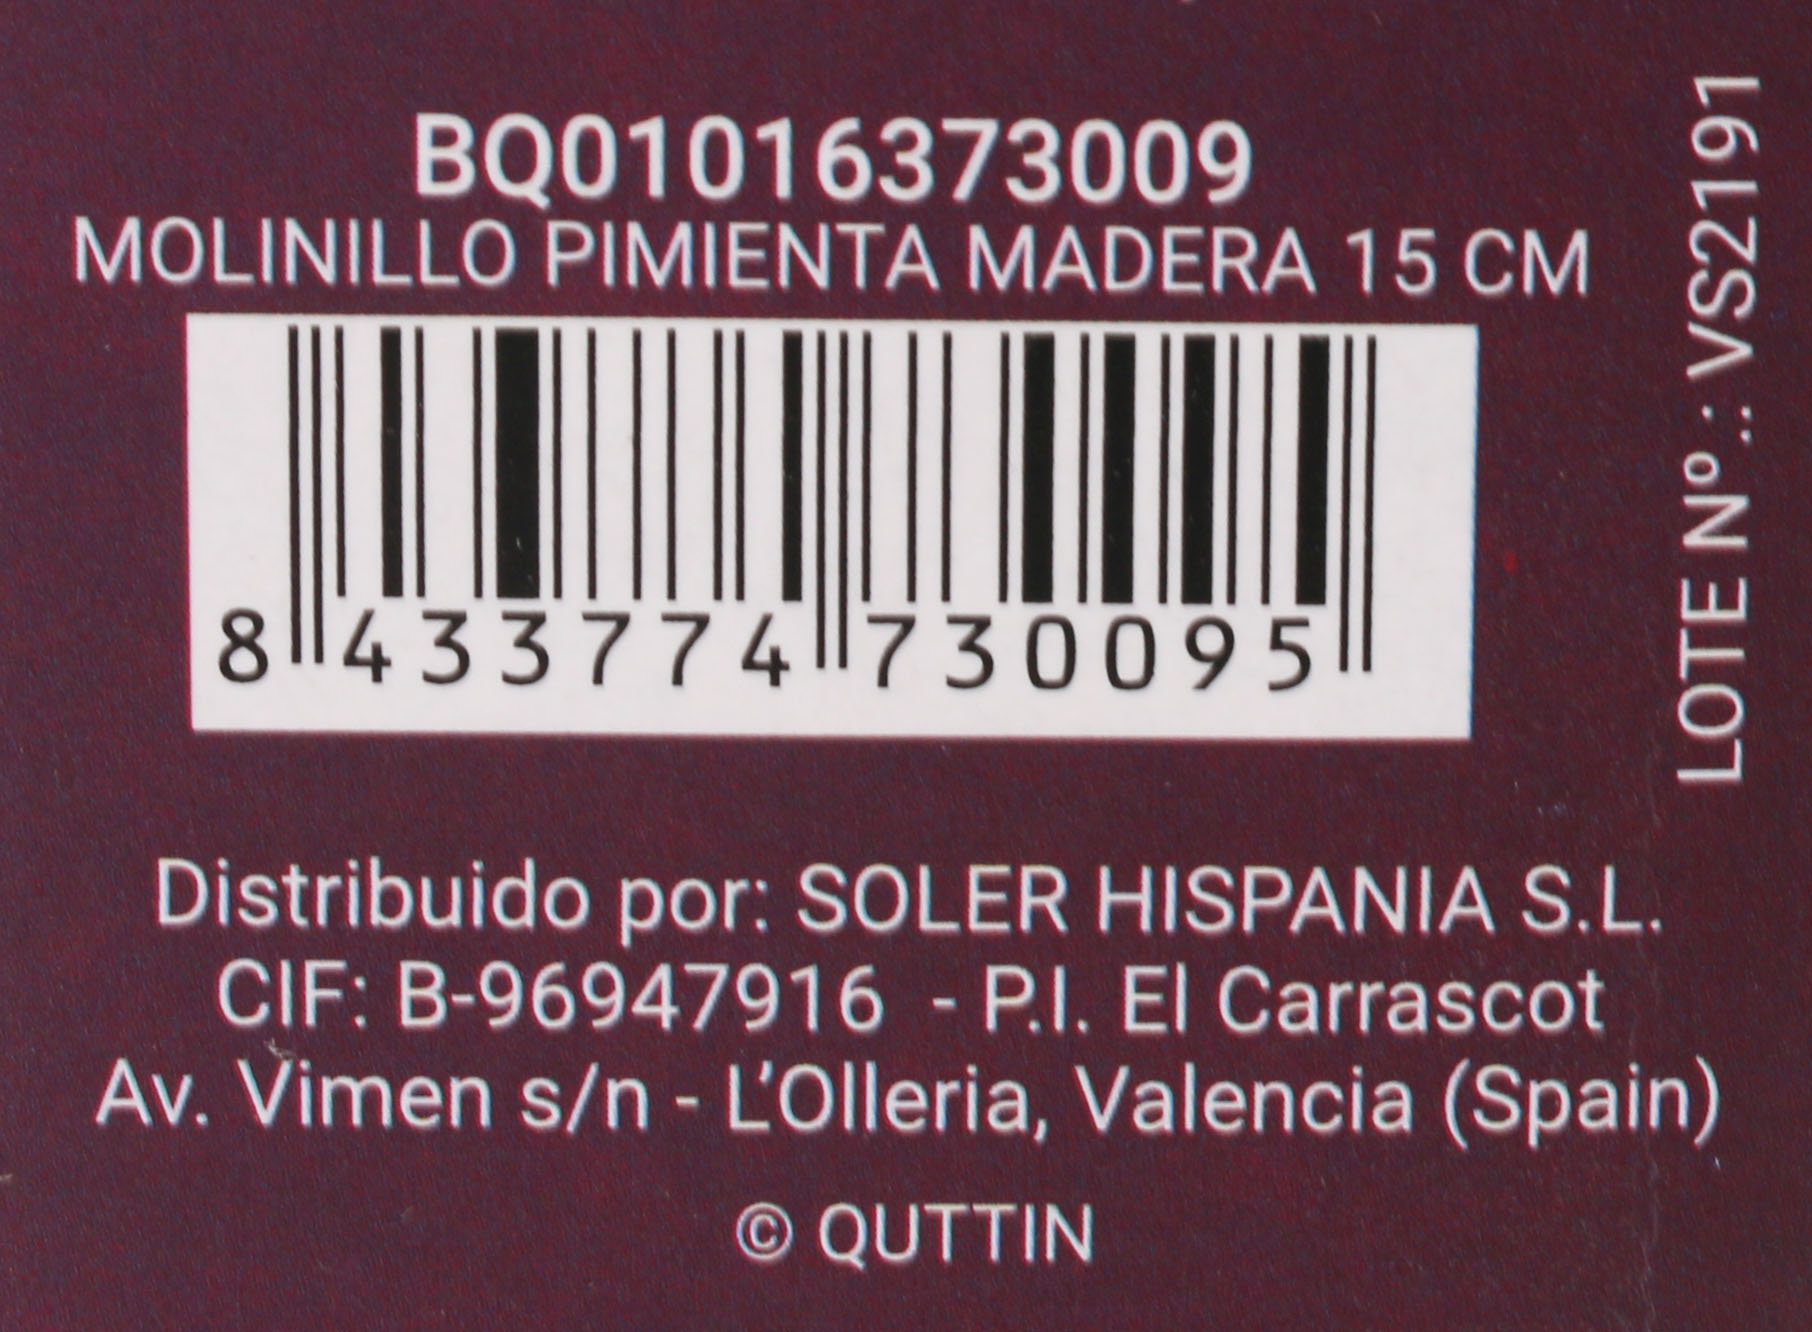 BQ01016373009
MOLINILLO PIMIENTA MADERA 15 CM
8 433774 730095
LOTE Nº.: VS2191
Distribuido por: SOLER HISPANIA S.L.
CIF: B-96947916 - P.I. El Carrascot
Av. Vimen s/n - L'Olleria, Valencia (Spain)
© QUTTIN